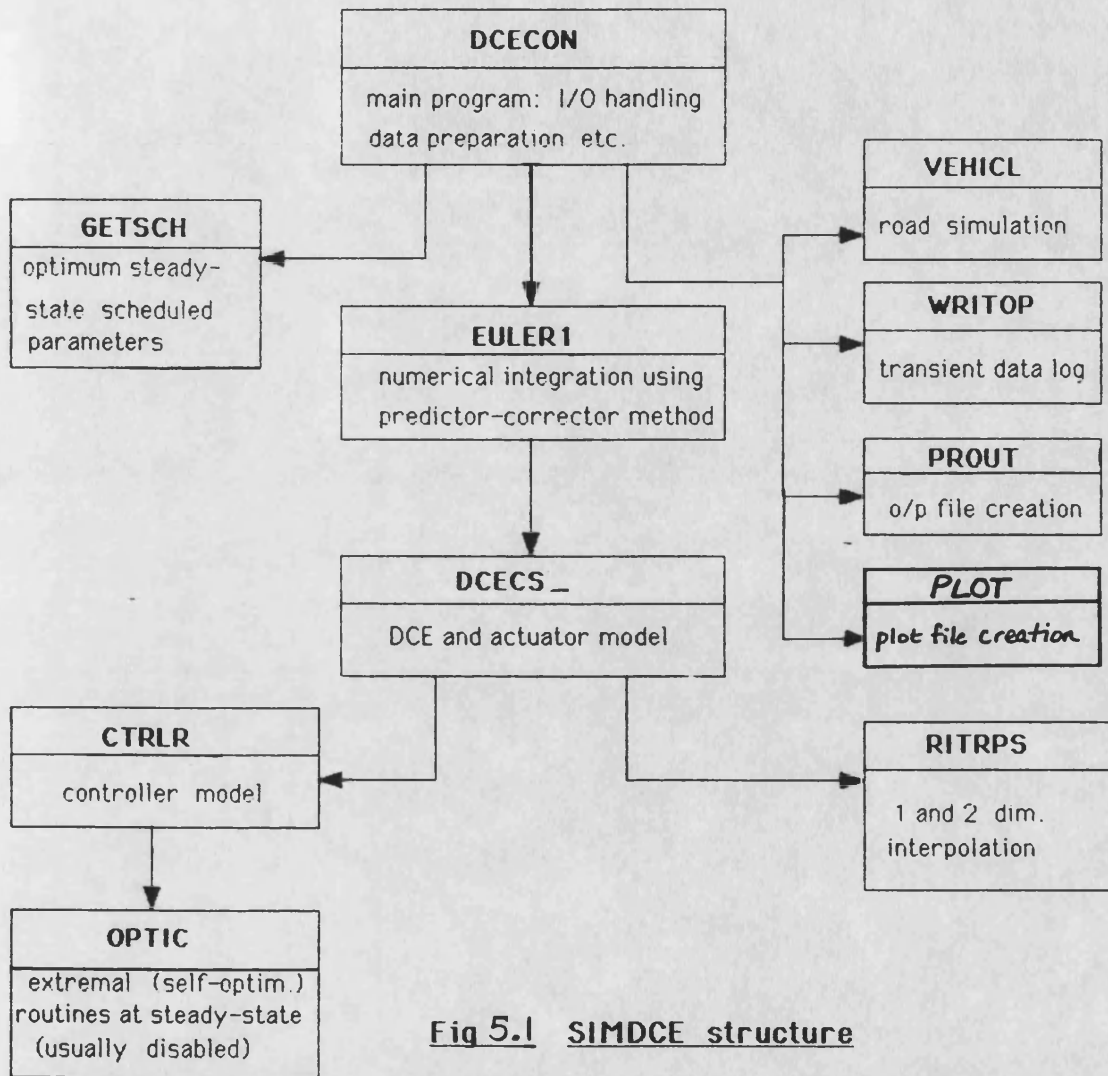 DCECON
main program: I/O handling
data preparation etc.
GETSCH
optimum steady-
state scheduled
parameters
VEHICL
road simulation
WRITOP
transient data log
EULER1
numerical integration using
predictor-corrector method
PROUT
o/p file creation
DCECS_
DCE and actuator model
PLOT
plot file creation
CTRLR
controller model
RITRPS
1 and 2 dim.
interpolation
OPTIC
extremal (self-optim.)
routines at steady-state
(usually disabled)
Fig 5.1 SIMDCE structure